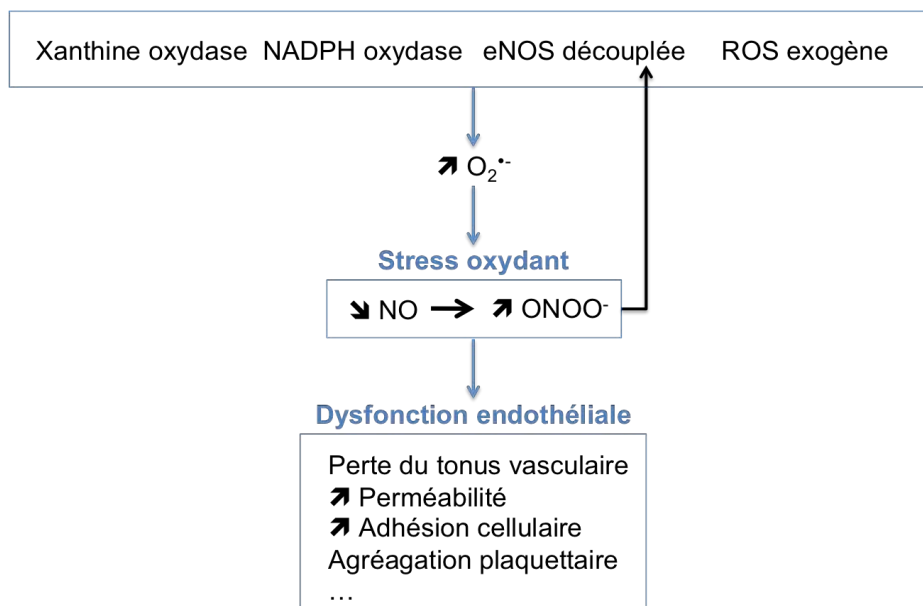 Xanthine oxydase NADPH oxydase eNOS découplée ROS exogène
↗ O₂•-
Stress oxydant
↘ NO → ↗ ONOO-
Dysfonction endothéliale
Perte du tonus vasculaire
↗ Perméabilité
↗ Adhésion cellulaire
Agréagation plaquettaire
…